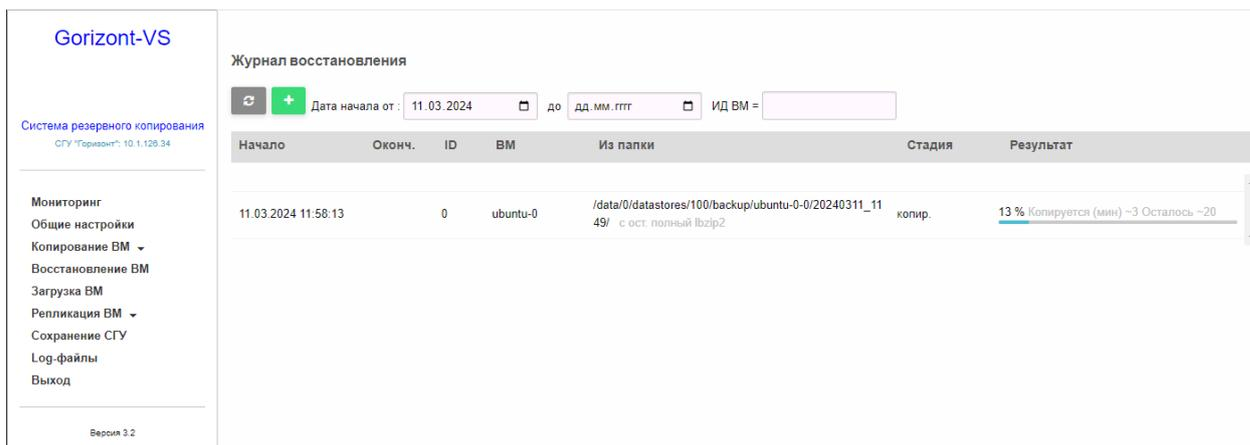 Gorizont-VS
Система резервного копирования
СГУ "Горизонт": 10.1.126.34
Мониторинг
Общие настройки
Копирование ВМ
Восстановление ВМ
Загрузка ВМ
Репликация ВМ
Сохранение СГУ
Log-файлы
Выход
Версия 3.2
Журнал восстановления
Дата начала от : 11.03.2024 до дд.мм.гггг ИД ВМ =
Начало Оконч. ID ВМ Из папки Стадия Результат
11.03.2024 11:58:13 0 ubuntu-0 /data/0/datastores/100/backup/ubuntu-0-0/20240311_11 копир. 13 % Копируется (мин) ~3 Осталось ~20
49/ с ост. полный lbzip2